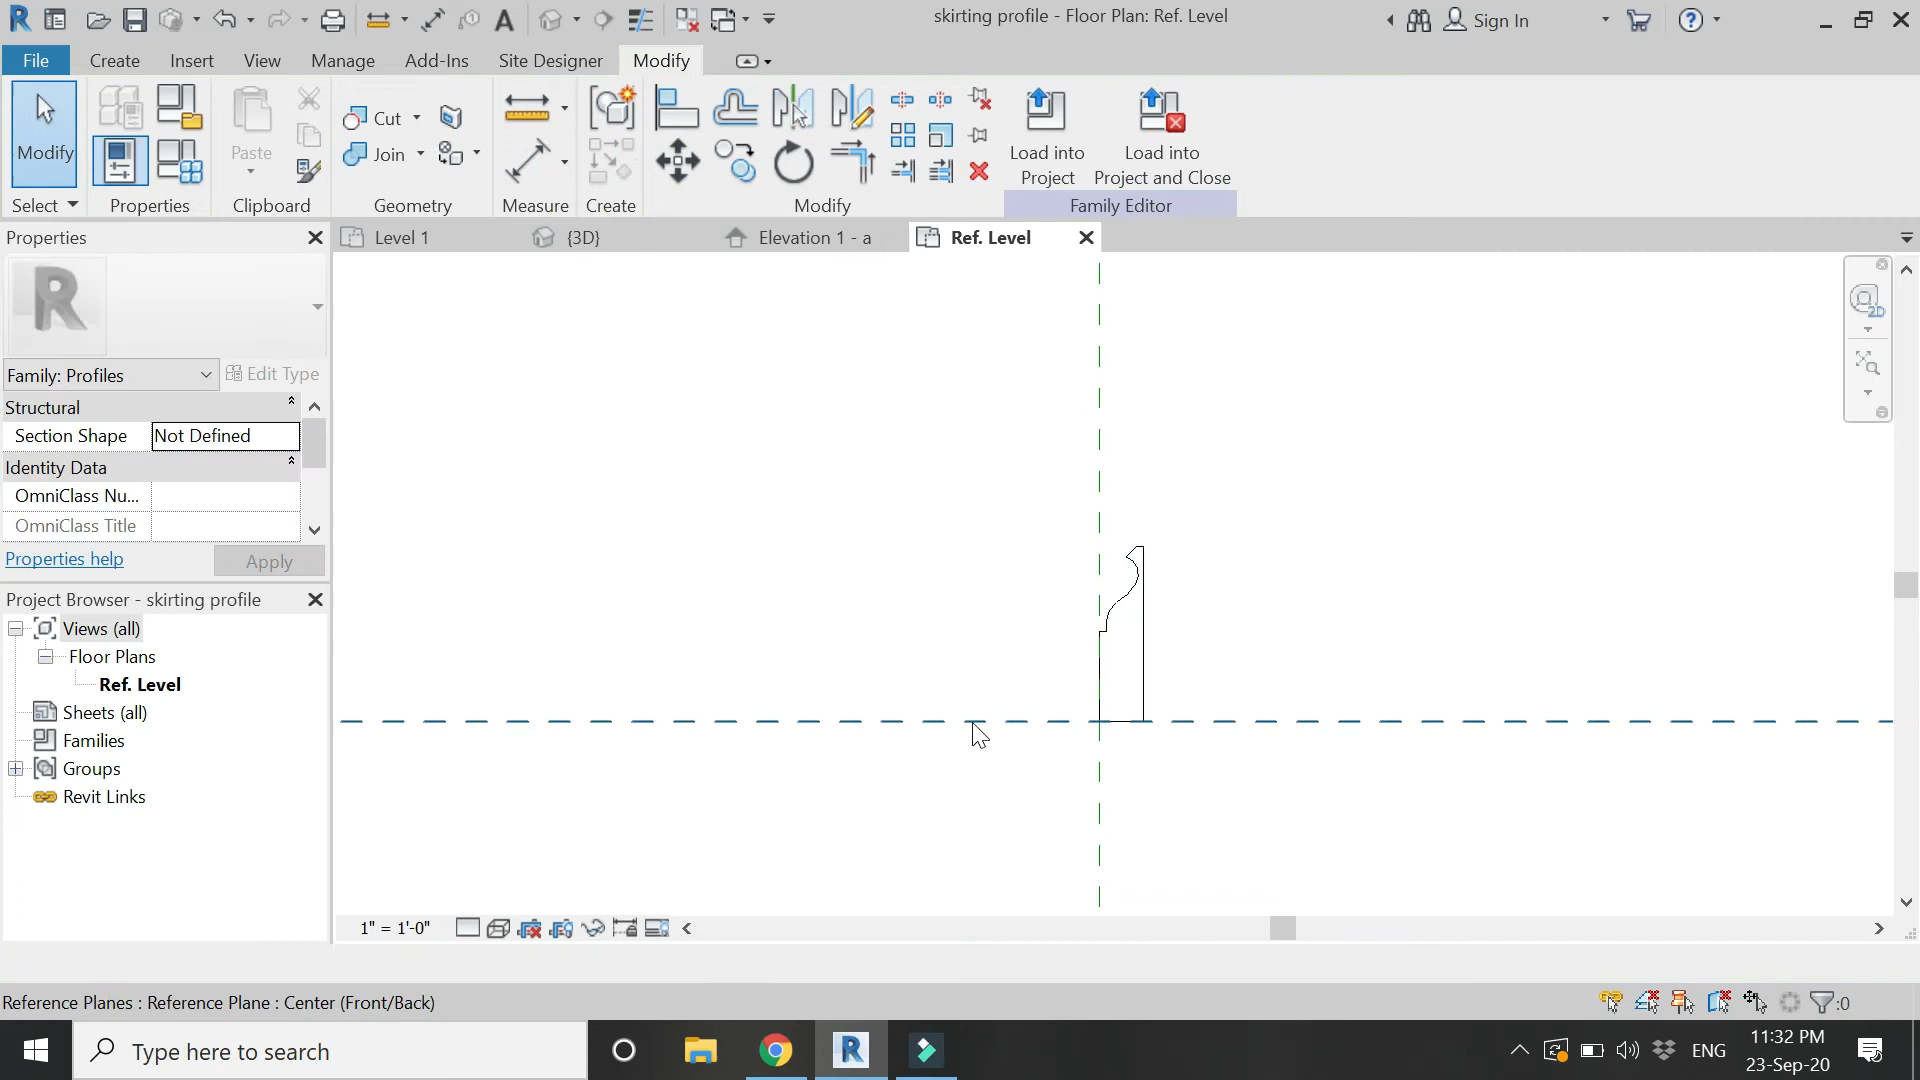 skirting profile - Floor Plan: Ref. Level
Sign In
File
Create
Insert
View
Manage
Add-Ins
Site Designer
Modify
Modify
Cut
Join
Paste
Load into
Project
Load into
Project and Close
Select
Properties
Clipboard
Geometry
Measure
Create
Modify
Family Editor
Properties
Level 1
{3D}
Elevation 1 - a
Ref. Level
R
2D
Family: Profiles
Edit Type
Structural
Section Shape
Not Defined
Identity Data
OmniClass Nu...
OmniClass Title
Properties help
Apply
Project Browser - skirting profile
Views (all)
Floor Plans
Ref. Level
Sheets (all)
Families
Groups
Revit Links
1" = 1'-0"
Reference Planes : Reference Plane : Center (Front/Back)
:0
Type here to search
ENG
11:32 PM
23-Sep-20